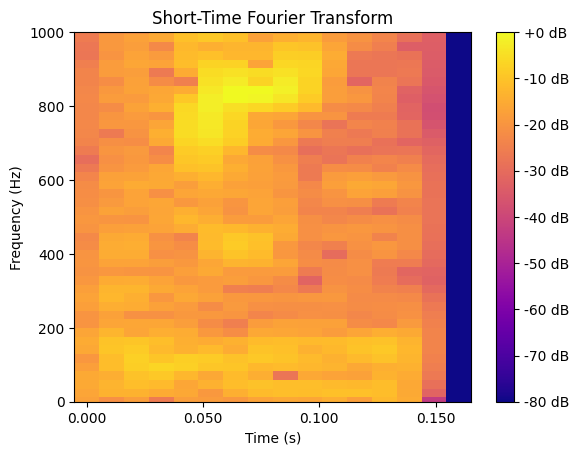 Short-Time Fourier Transform
1000
800
600
400
200
0
Frequency (Hz)
0.000
0.050
0.100
0.150
Time (s)
+0 dB
-10 dB
-20 dB
-30 dB
-40 dB
-50 dB
-60 dB
-70 dB
-80 dB